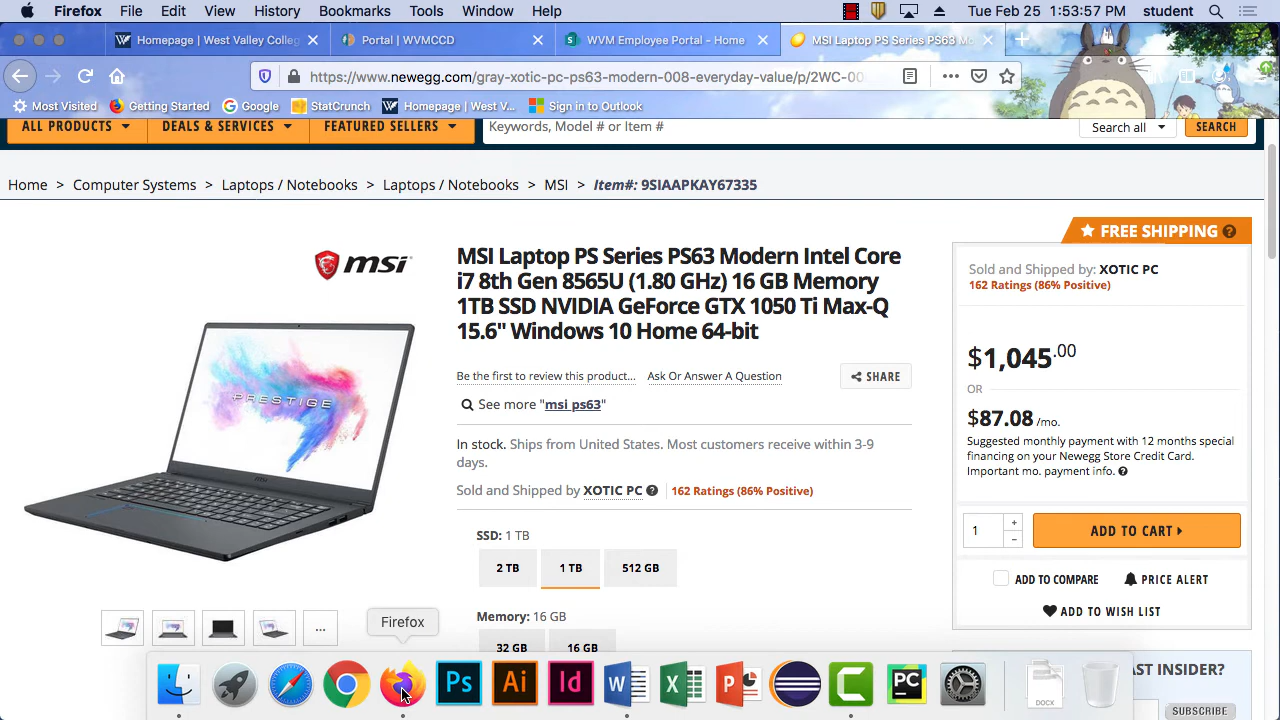 Firefox File Edit View History Bookmarks Tools Window Help Tue Feb 25 1:53:57 PM student
Homepage | West Valley Colleg Portal | WVMCCD WVM Employee Portal - Home MSI Laptop PS Series PS63 M
https://www.newegg.com/gray-xotic-pc-ps63-modern-008-everyday-value/p/2WC-00
Most Visited Getting Started Google StatCrunch Homepage | West V... Sign in to Outlook
ALL PRODUCTS DEALS & SERVICES FEATURED SELLERS Keywords, Model # or Item # Search all SEARCH
Home > Computer Systems > Laptops / Notebooks > Laptops / Notebooks > MSI > Item#: 9SIAAPKAY67335
msi
MSI Laptop PS Series PS63 Modern Intel Core
i7 8th Gen 8565U (1.80 GHz) 16 GB Memory
1TB SSD NVIDIA GeForce GTX 1050 Ti Max-Q
15.6" Windows 10 Home 64-bit
Be the first to review this product... Ask Or Answer A Question SHARE
See more "msi ps63"
In stock. Ships from United States. Most customers receive within 3-9
days.
Sold and Shipped by XOTIC PC ? 162 Ratings (86% Positive)
SSD: 1 TB
2 TB 1 TB 512 GB
Memory: 16 GB
32 GB 16 GB
PRESTIGE
msi
...
FREE SHIPPING ?
Sold and Shipped by: XOTIC PC
162 Ratings (86% Positive)
$1,045.00
OR
$87.08 /mo.
Suggested monthly payment with 12 months special
financing on your Newegg Store Credit Card.
Important mo. payment info. ?
1 + - ADD TO CART
ADD TO COMPARE PRICE ALERT
ADD TO WISH LIST
AST INSIDER?
SUBSCRIBE
Firefox
Ps Ai Id W X P C PC DOCX